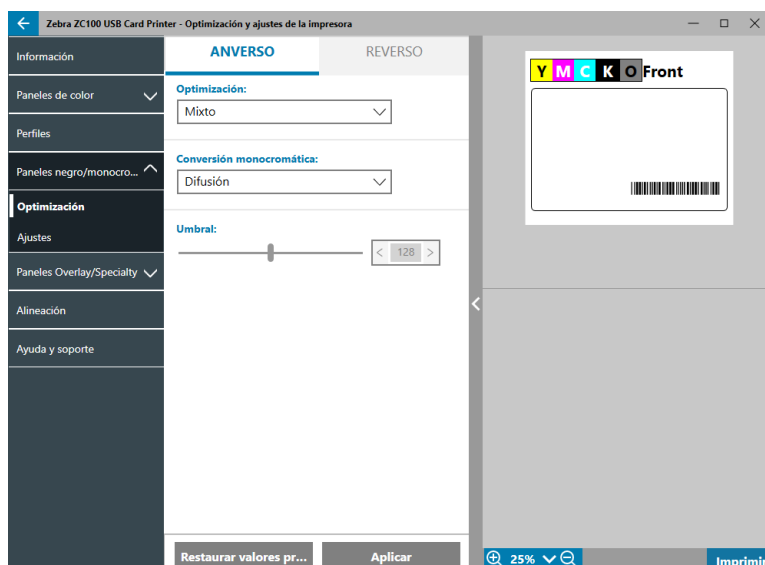 Zebra ZC100 USB Card Printer - Optimización y ajustes de la impresora
Información
Paneles de color
Perfiles
Paneles negro/monocro...
Optimización
Ajustes
Paneles Overlay/Specialty
Alineación
Ayuda y soporte
ANVERSO REVERSO
Optimización:
Mixto
Conversión monocromática:
Difusión
Umbral:
< 128 >
Restaurar valores pr... Aplicar
Y M C K O Front
25%
Imprimir